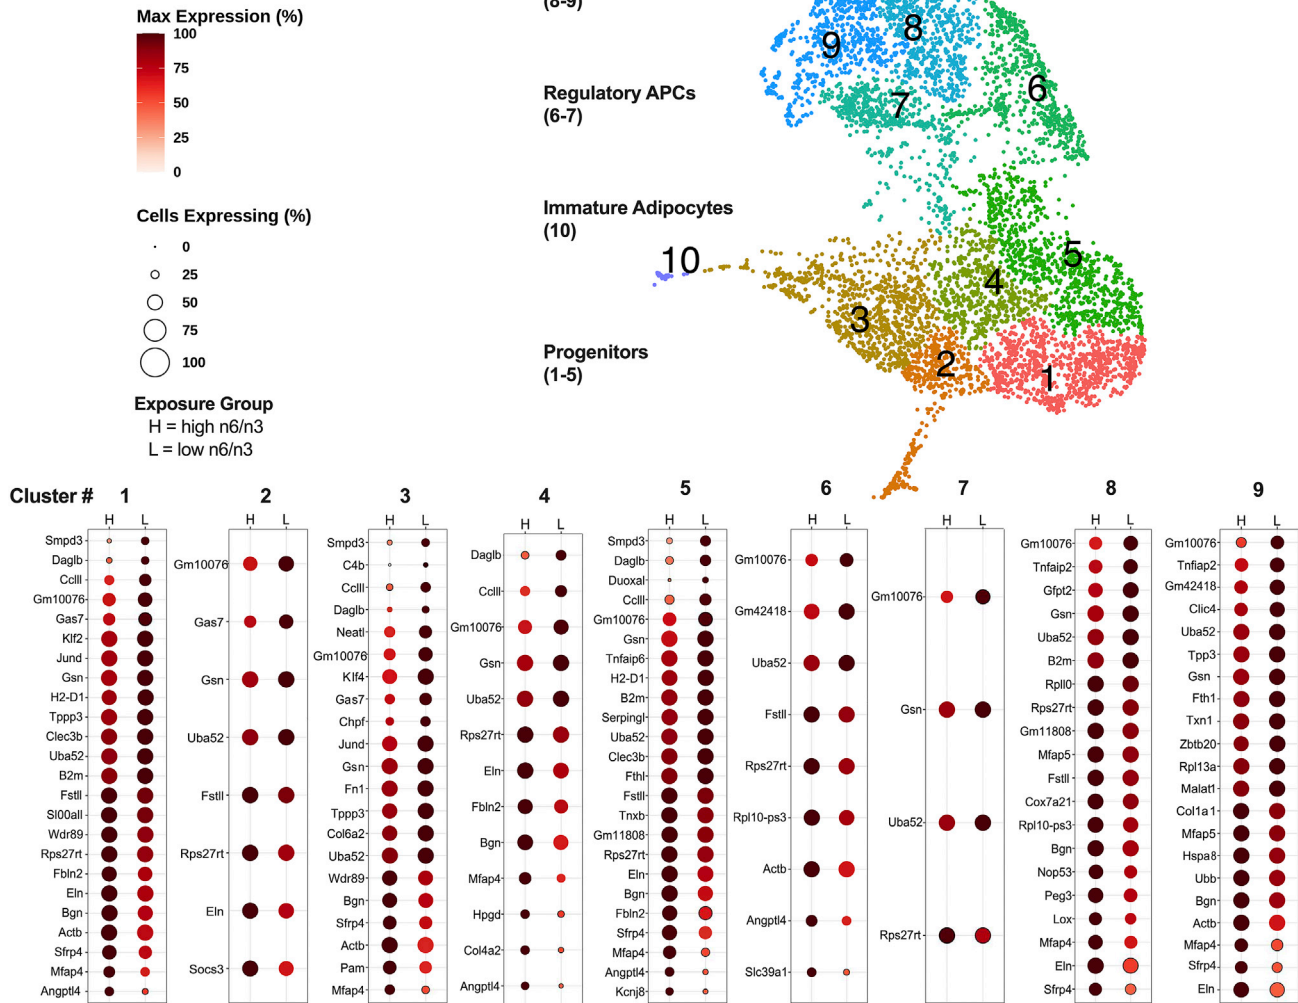 (8-9)
Max Expression (%)
100
75
50
25
0
9
8
6
7
Regulatory APCs
(6-7)
Cells Expressing (%)
0
25
50
75
100
Immature Adipocytes
(10)
10
5
4
3
2
1
Progenitors
(1-5)
Exposure Group
H = high n6/n3
L = low n6/n3
Cluster #
1
H L
Smpd3
Daglb
Cclll
Gm10076
Gas7
Klf2
Jund
Gsn
H2-D1
Tppp3
Clec3b
Uba52
B2m
Fstll
Sl00all
Wdr89
Rps27rt
Fbln2
Eln
Bgn
Actb
Sfrp4
Mfap4
Angptl4
2
H L
Gm10076
Gas7
Gsn
Uba52
Fstll
Rps27rt
Eln
Socs3
3
H L
Smpd3
C4b
Cclll
Daglb
Neatl
Gm10076
Klf4
Gas7
Chpf
Jund
Gsn
Fn1
Tppp3
Col6a2
Uba52
Wdr89
Bgn
Sfrp4
Actb
Pam
Mfap4
4
H L
Daglb
Cclll
Gm10076
Gsn
Uba52
Rps27rt
Eln
Fbln2
Bgn
Mfap4
Hpgd
Col4a2
Angptl4
5
H L
Smpd3
Daglb
Duoxal
Cclll
Gm10076
Gsn
Tnfaip6
H2-D1
B2m
Serpingl
Uba52
Clec3b
Fthl
Fstll
Tnxb
Gm11808
Rps27rt
Eln
Bgn
Fbln2
Sfrp4
Mfap4
Angptl4
Kcnj8
6
H L
Gm10076
Gm42418
Uba52
Fstll
Rps27rt
Rpl10-ps3
Actb
Angptl4
Slc39a1
7
H L
Gm10076
Gsn
Uba52
Rps27rt
8
H L
Gm10076
Tnfaip2
Gfpt2
Gsn
Uba52
B2m
Rpll0
Rps27rt
Gm11808
Mfap5
Fstll
Cox7a21
Rpl10-ps3
Bgn
Nop53
Peg3
Lox
Mfap4
Eln
Sfrp4
9
H L
Gm10076
Tnfiap2
Gm42418
Clic4
Uba52
Tpp3
Gsn
Fth1
Txn1
Zbtb20
Rpl13a
Malat1
Col1a1
Mfap5
Hspa8
Ubb
Bgn
Actb
Mfap4
Sfrp4
Eln